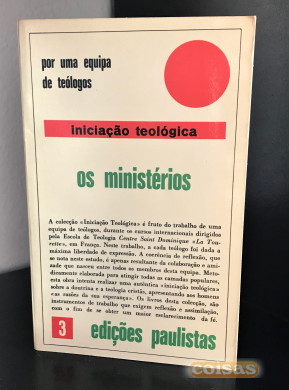 por uma equipa
de teólogos
iniciação teológica
os ministérios
A colecção «Iniciação Teológica» é fruto do trabalho de uma
equipa de teólogos, durante os cursos internacionais dirigidos
pela Escola de Teologia Centre Saint Dominique «La Tou-
rette», em França. Neste trabalho, a cada teólogo foi dada a
máxima liberdade de expressão. A coerência de reflexão, que
se nota neste estudo, é apenas resultante da colaboração e ami-
zade que nasceu entre todos os membros desta equipa. Meto-
dicamente elaborada para atingir todas as camadas populares,
esta obra intenta realizar uma autêntica «iniciação teológica»
sobre a doutrina e a teologia cristãs, apresentando aos homens
«as razões da sua esperança». Os livros desta colecção, são
instrumentos de trabalho que exigem reflexão e assimilação,
com o fim de se obter um maior esclarecimento da fé.
3 edições paulistas
coisas